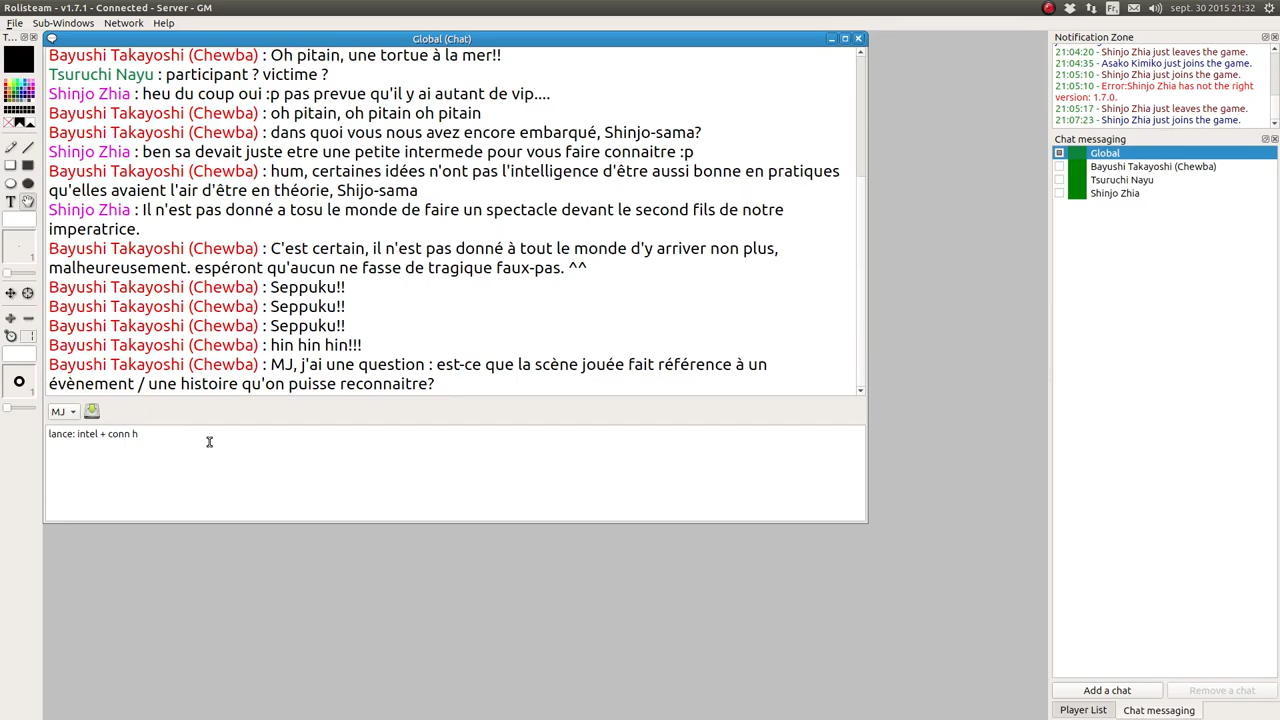 Rolisteam - v1.7.1 - Connected - Server - GM
Fr,
sept. 30 2015 21:32
File Sub-Windows Network Help
T...
Global (Chat)
Bayushi Takayoshi (Chewba) : Oh pitain, une tortue à la mer!!
Tsuruchi Nayu : participant ? victime ?
Shinjo Zhia : heu du coup oui :p pas prevue qu'il y ai autant de vip....
Bayushi Takayoshi (Chewba) : oh pitain, oh pitain oh pitain
Bayushi Takayoshi (Chewba) : dans quoi vous nous avez encore embarqué, Shinjo-sama?
Shinjo Zhia : ben sa devait juste etre une petite intermede pour vous faire connaitre :p
Bayushi Takayoshi (Chewba) : hum, certaines idées n'ont pas l'intelligence d'être aussi bonne en pratiques
qu'elles avaient l'air d'être en théorie, Shijo-sama
Shinjo Zhia : Il n'est pas donné a tosu le monde de faire un spectacle devant le second fils de notre
imperatrice.
Bayushi Takayoshi (Chewba) : C'est certain, il n'est pas donné à tout le monde d'y arriver non plus,
malheureusement. espéront qu'aucun ne fasse de tragique faux-pas. ^^
Bayushi Takayoshi (Chewba) : Seppuku!!
Bayushi Takayoshi (Chewba) : Seppuku!!
Bayushi Takayoshi (Chewba) : Seppuku!!
Bayushi Takayoshi (Chewba) : hin hin hin!!!
Bayushi Takayoshi (Chewba) : MJ, j'ai une question : est-ce que la scène jouée fait référence à un
évènement / une histoire qu'on puisse reconnaitre?
MJ
lance: intel + conn h
T
1
1
Notification Zone
21:04:20 - Shinjo Zhia just leaves the game.
21:04:35 - Asako Kimiko just joins the game.
21:05:10 - Shinjo Zhia just joins the game.
21:05:10 - Error:Shinjo Zhia has not the right
version: 1.7.0.
21:05:17 - Shinjo Zhia just leaves the game.
21:07:23 - Shinjo Zhia just joins the game.
Chat messaging
Global
Bayushi Takayoshi (Chewba)
Tsuruchi Nayu
Shinjo Zhia
Add a chat
Remove a chat
Player List
Chat messaging